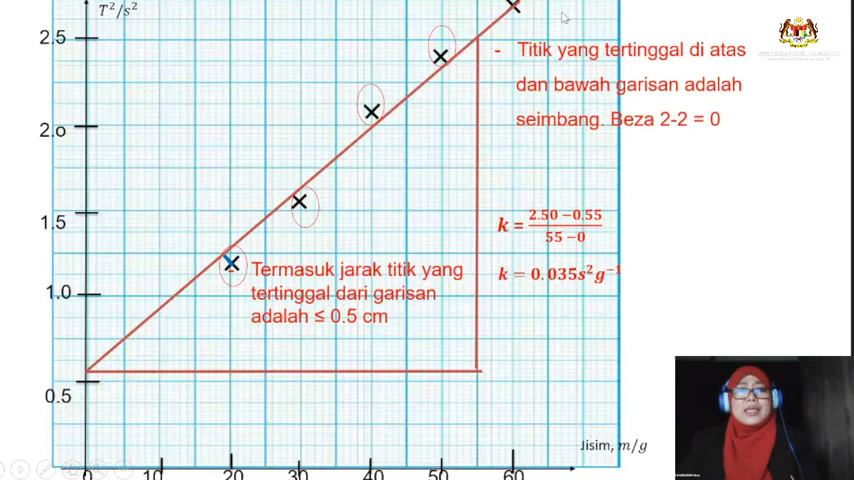 T²/s²
2.5
- Titik yang tertinggal di atas
dan bawah garisan adalah
seimbang. Beza 2-2 = 0
2.o
1.5
k = 2.50 −0.55 / 55 −0
k = 0.035s²g⁻¹
- Termasuk jarak titik yang
tertinggal dari garisan
adalah ≤ 0.5 cm
1.0
0.5
Jisim, m/g
0 10 20 30 40 50 60